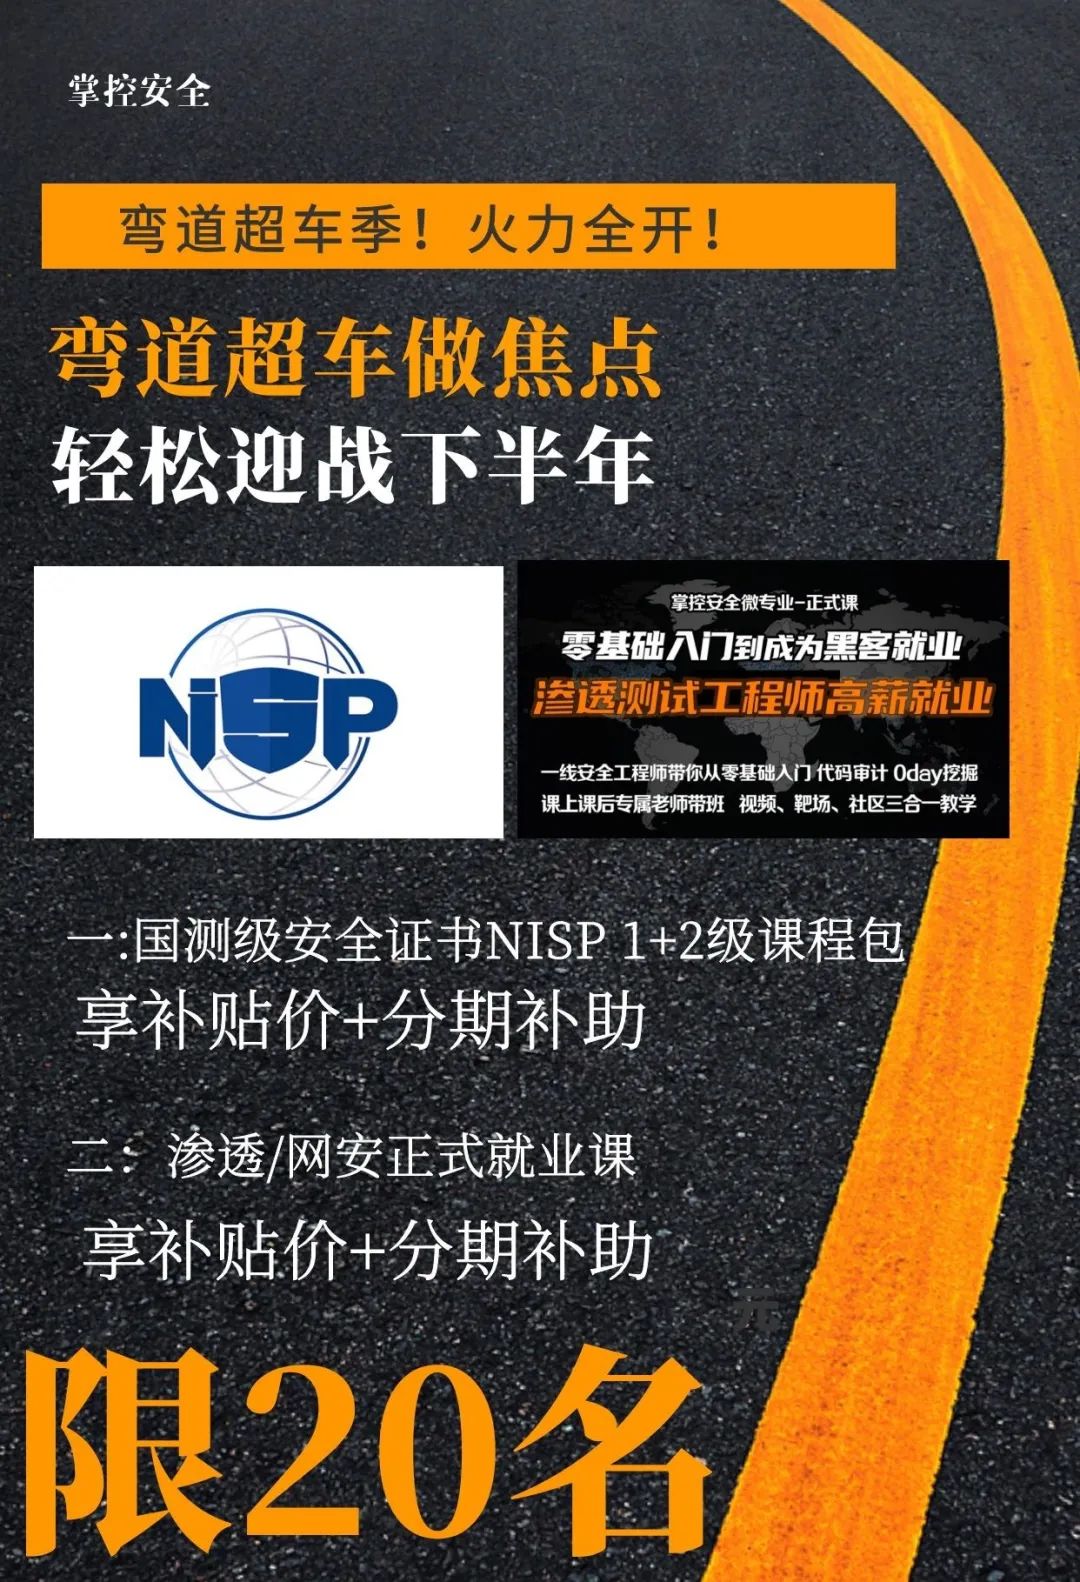 掌控安全
弯道超车季！火力全开！
弯道超车做焦点
轻松迎战下半年
NISP
掌控安全微专业-正式课
零基础入门到成为黑客就业
渗透测试工程师高薪就业
一线安全工程师带你从零基础入门 代码审计 0day挖掘
课上课后专属老师带班 视频、靶场、社区三合一教学
一:国测级安全证书NISP 1+2级课程包
享补贴价+分期补助
二：渗透/网安正式就业课
享补贴价+分期补助
元
限20名